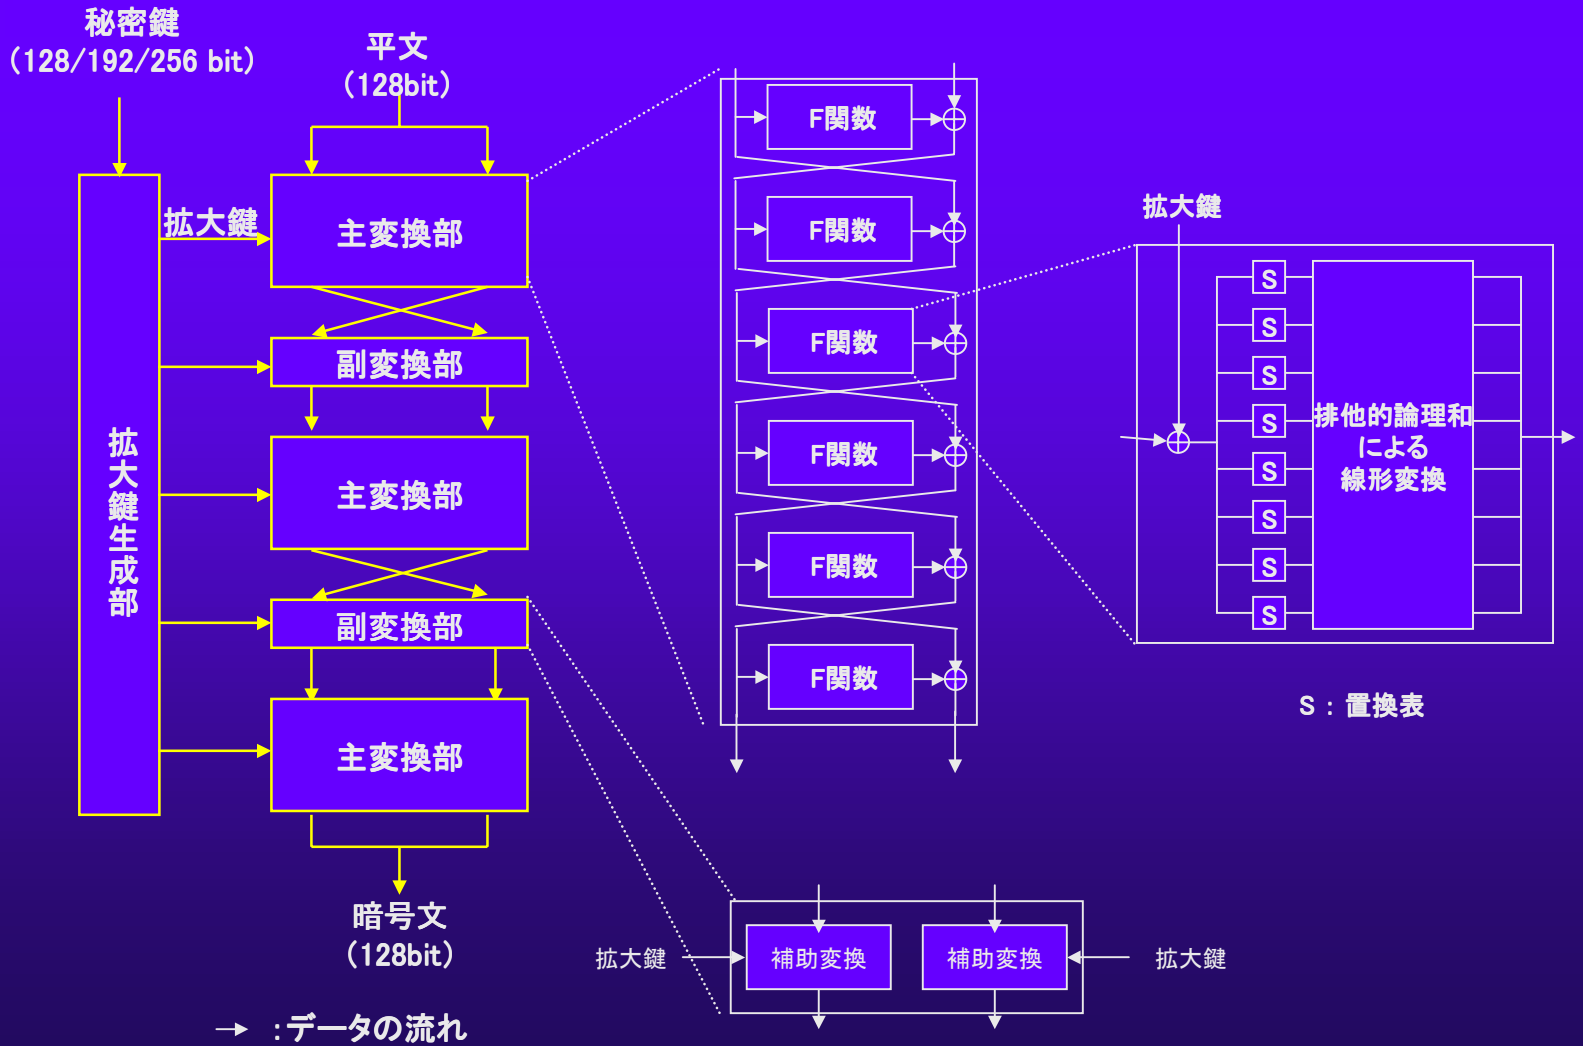 秘密鍵
(128/192/256 bit)
平文
(128bit)
拡大鍵
主変換部
副変換部
主変換部
副変換部
主変換部
拡大鍵生成部
暗号文
(128bit)
→ :データの流れ
F関数
F関数
F関数
F関数
F関数
F関数
拡大鍵
S
S
S
S
S
S
S
S
排他的論理和
による
線形変換
S：置換表
拡大鍵
補助変換
補助変換
拡大鍵